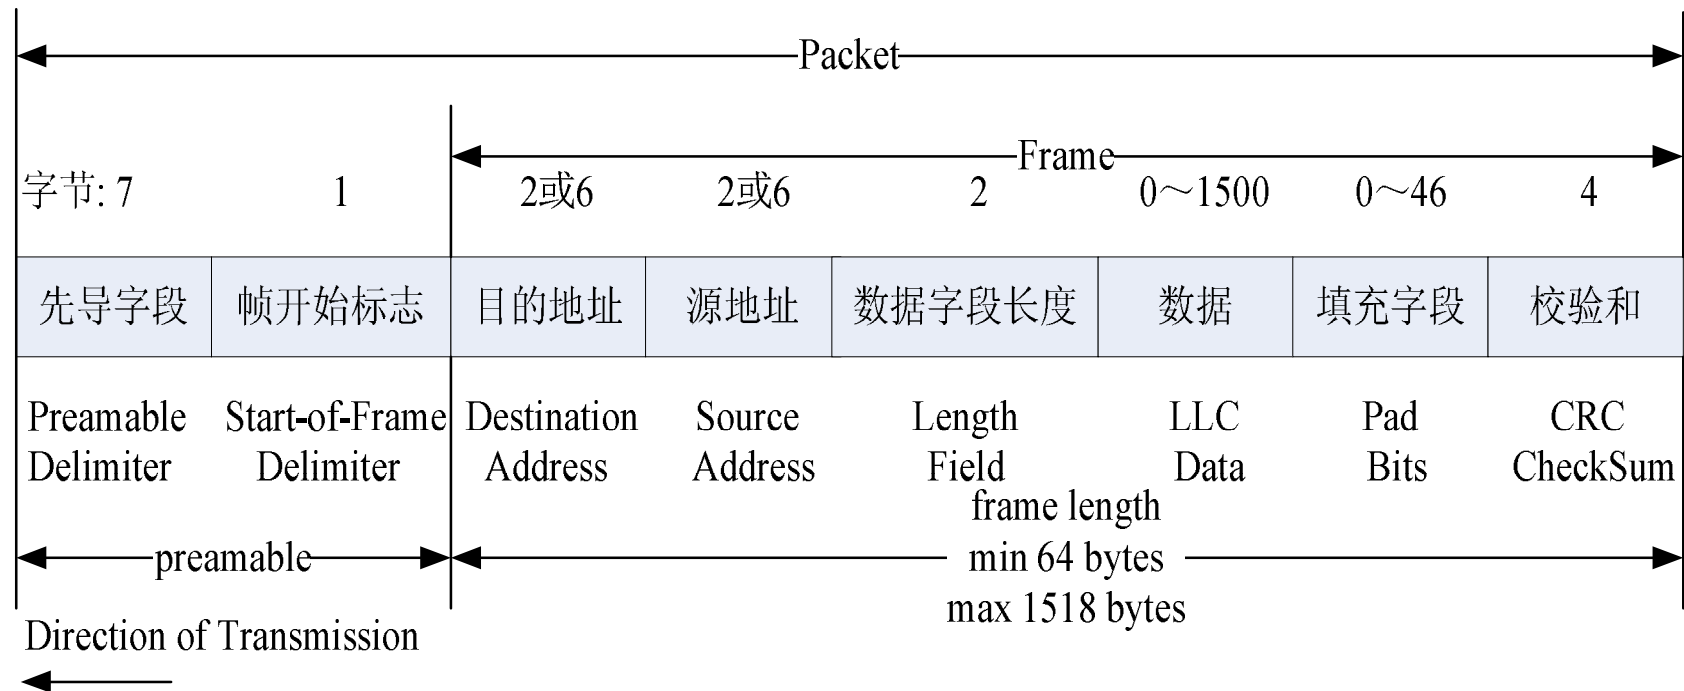 Packet
Frame
字节: 7 1 2或6 2或6 2 0～1500 0～46 4
先导字段 帧开始标志 目的地址 源地址 数据字段长度 数据 填充字段 校验和
Preamable Start-of-Frame Destination Source Length LLC Pad CRC
Delimiter Delimiter Address Address Field Data Bits CheckSum
frame length
preamable min 64 bytes
max 1518 bytes
Direction of Transmission